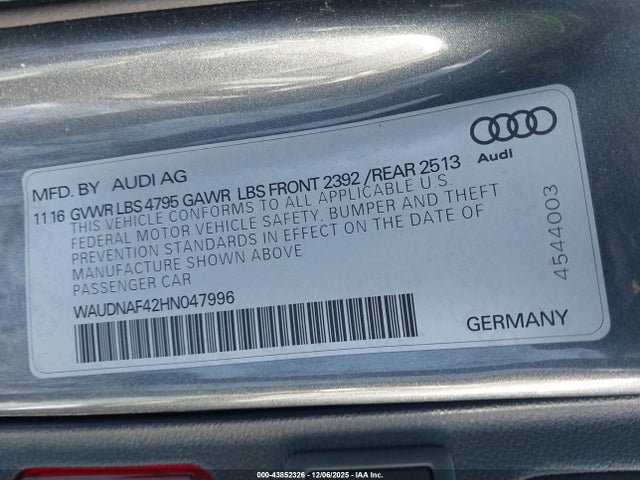 MFD. BY AUDI AG
Audi
11 16 GVWR LBS 4795 GAWR LBS FRONT 2392 /REAR 2513
THIS VEHICLE CONFORMS TO ALL APPLICABLE U.S.
FEDERAL MOTOR VEHICLE SAFETY, BUMPER AND THEFT
PREVENTION STANDARDS IN EFFECT ON THE DATE OF
MANUFACTURE SHOWN ABOVE
PASSENGER CAR
WAUDNAF42HN047996
4544003
GERMANY
000-43852326 - 12/06/2025 - IAA Inc.